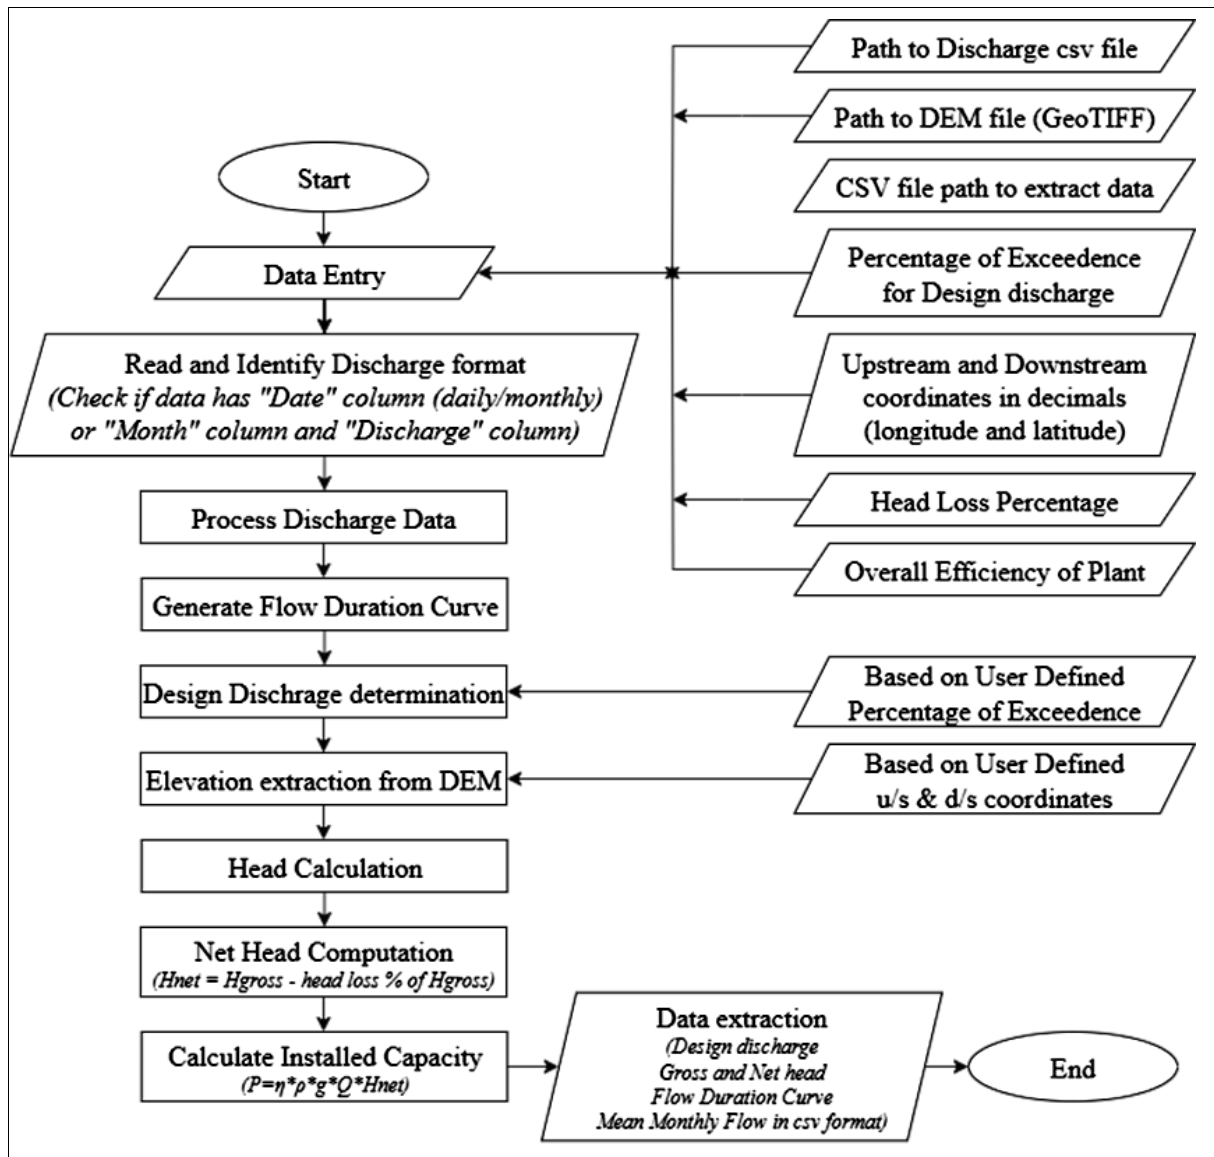 Start
Data Entry
Read and Identify Discharge format
(Check if data has "Date" column (daily/monthly)
or "Month" column and "Discharge" column)
Process Discharge Data
Generate Flow Duration Curve
Design Dischrage determination
Elevation extraction from DEM
Head Calculation
Net Head Computation
(Hnet = Hgross - head loss % of Hgross)
Calculate Installed Capacity
(P=η*ρ*g*Q*Hnet)
Path to Discharge csv file
Path to DEM file (GeoTIFF)
CSV file path to extract data
Percentage of Exceedence
for Design discharge
Upstream and Downstream
coordinates in decimals
(longitude and latitude)
Head Loss Percentage
Overall Efficiency of Plant
Based on User Defined
Percentage of Exceedence
Based on User Defined
u/s & d/s coordinates
Data extraction
(Design discharge
Gross and Net head
Flow Duration Curve
Mean Monthly Flow in csv format)
End